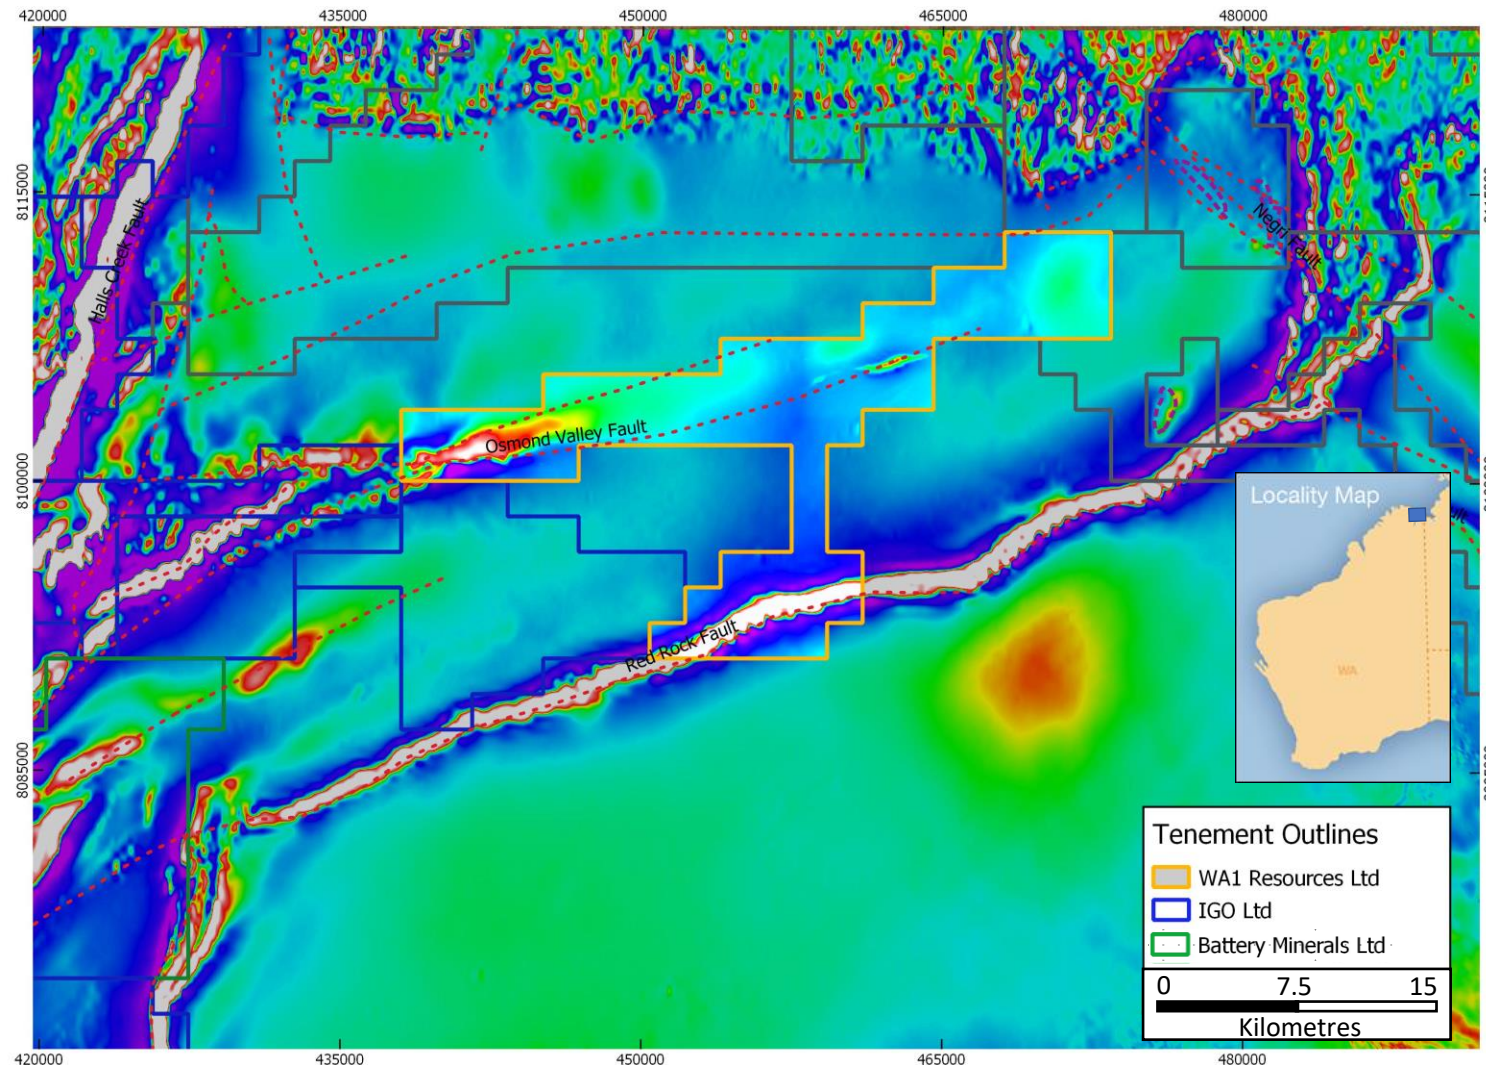 420000
435000
450000
465000
480000
8115000
8115000
Halls Creek Fault
Negri Fault
Osmond Valley Fault
8100000
Locality Map
WA
Red Rock Fault
8085000
Tenement Outlines
WA1 Resources Ltd
IGO Ltd
Battery Minerals Ltd
0 7.5 15
Kilometres
420000
435000
450000
465000
480000